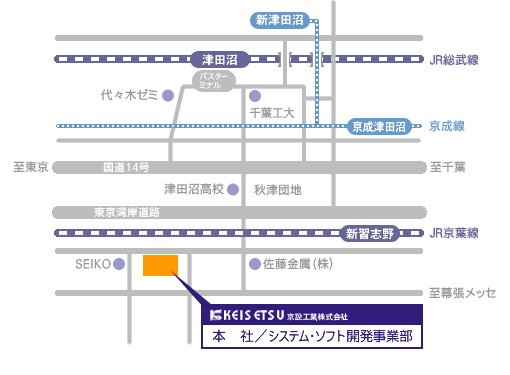 新津田沼
津田沼
JR総武線
バスター
ミナル
代々木ゼミ
千葉工大
京成津田沼
京成線
至東京
国道14号
至千葉
津田沼高校
秋津団地
東京湾岸道路
新習志野
JR京葉線
SEIKO
佐藤金属(株)
至幕張メッセ
KEISETSU 京設工業株式会社
本 社／システム・ソフト開発事業部